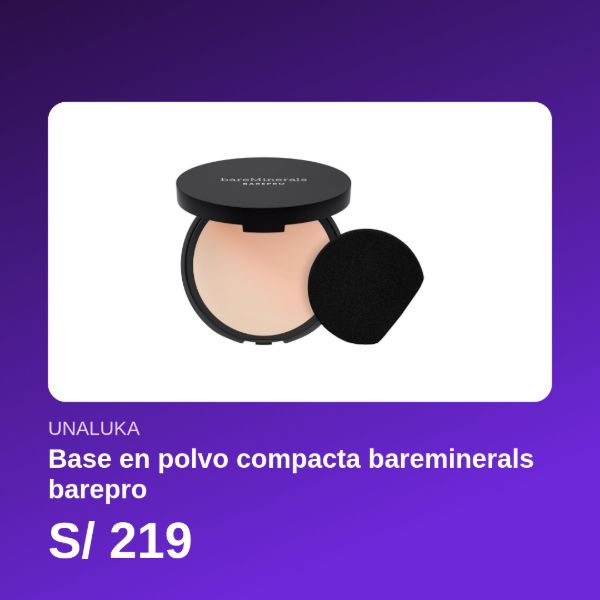 bareMinerals
BAREPRO
UNALUKA
Base en polvo compacta bareminerals
barepro
S/ 219